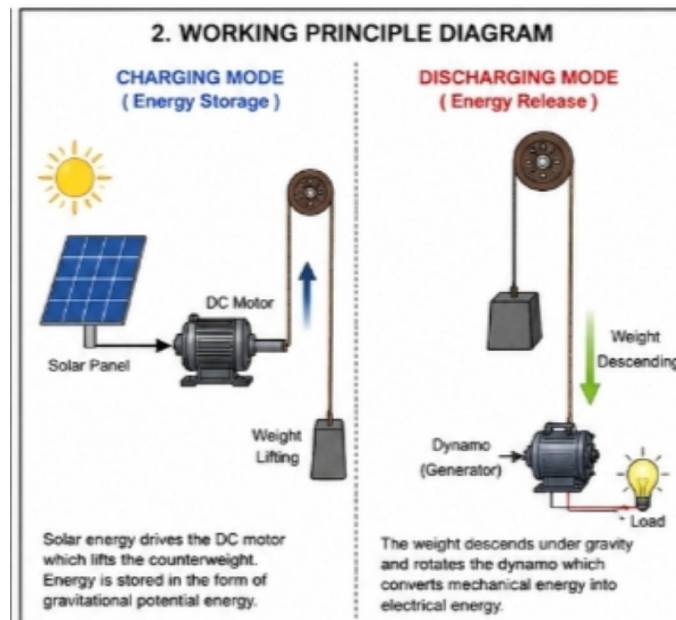 2. WORKING PRINCIPLE DIAGRAM
CHARGING MODE
( Energy Storage )
DC Motor
Solar Panel
Weight
Lifting
Solar energy drives the DC motor
which lifts the counterweight.
Energy is stored in the form of
gravitational potential energy.
DISCHARGING MODE
( Energy Release )
Weight
Descending
Dynamo
(Generator)
Load
The weight descends under gravity
and rotates the dynamo which
converts mechanical energy into
electrical energy.